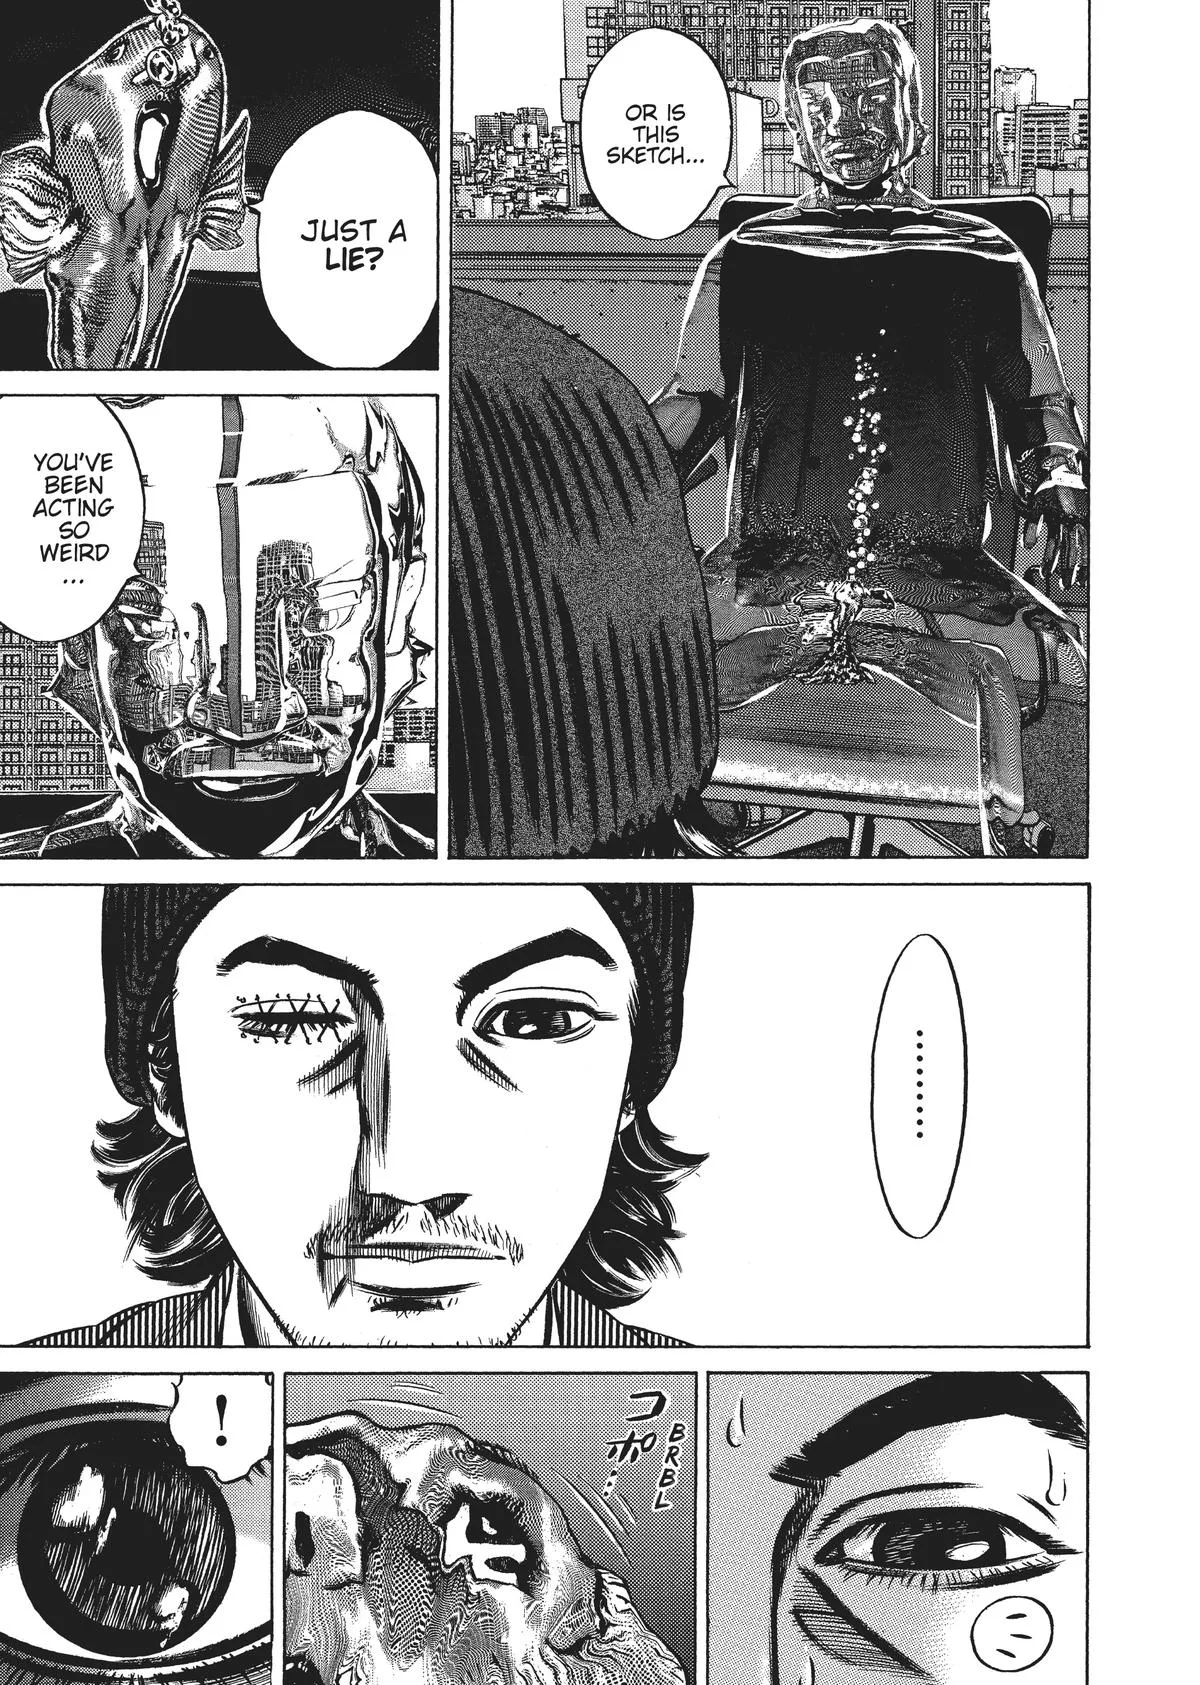 OR IS
THIS
SKETCH...
JUST A
LIE?
YOU'VE
BEEN
ACTING
SO
WEIRD
...
.........
コポ...
BRBL
!